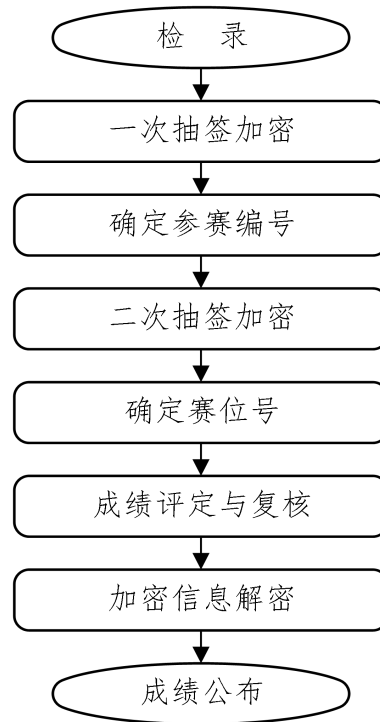 检 录
一次抽签加密
确定参赛编号
二次抽签加密
确定赛位号
成绩评定与复核
加密信息解密
成绩公布